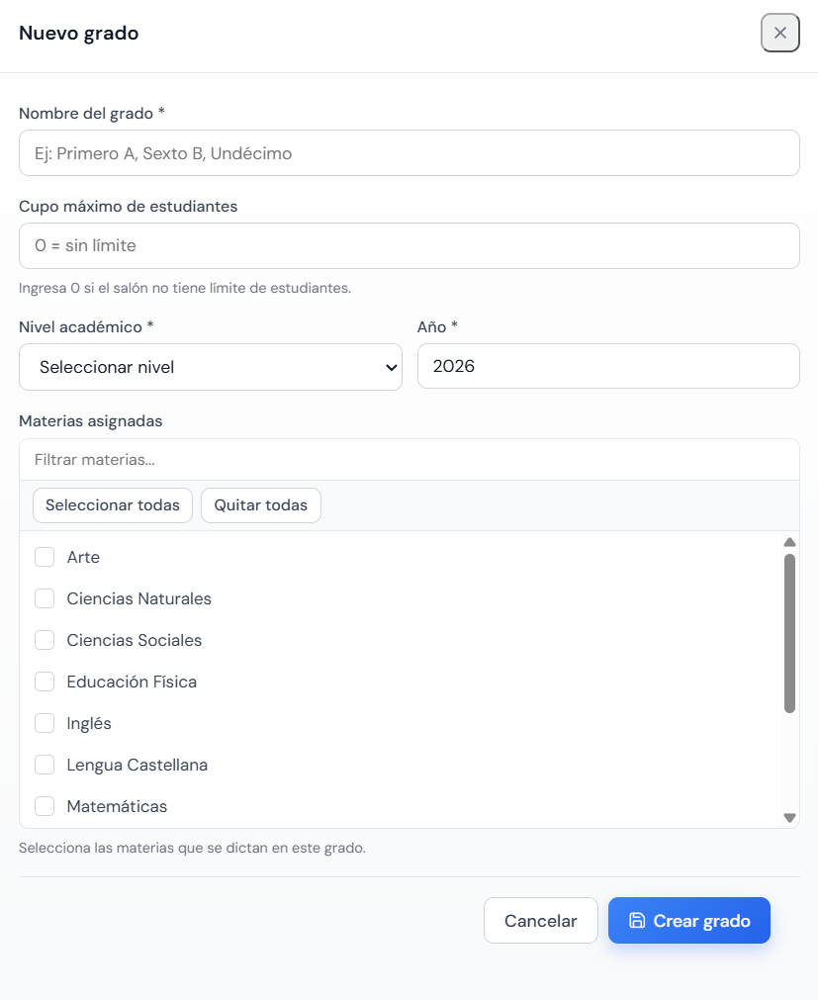 Nuevo grado
Nombre del grado *
Ej: Primero A, Sexto B, Undécimo
Cupo máximo de estudiantes
0 = sin límite
Ingresa 0 si el salón no tiene límite de estudiantes.
Nivel académico * Año *
Seleccionar nivel 2026
Materias asignadas
Filtrar materias...
Seleccionar todas Quitar todas
Arte
Ciencias Naturales
Ciencias Sociales
Educación Física
Inglés
Lengua Castellana
Matemáticas
Selecciona las materias que se dictan en este grado.
Cancelar Crear grado